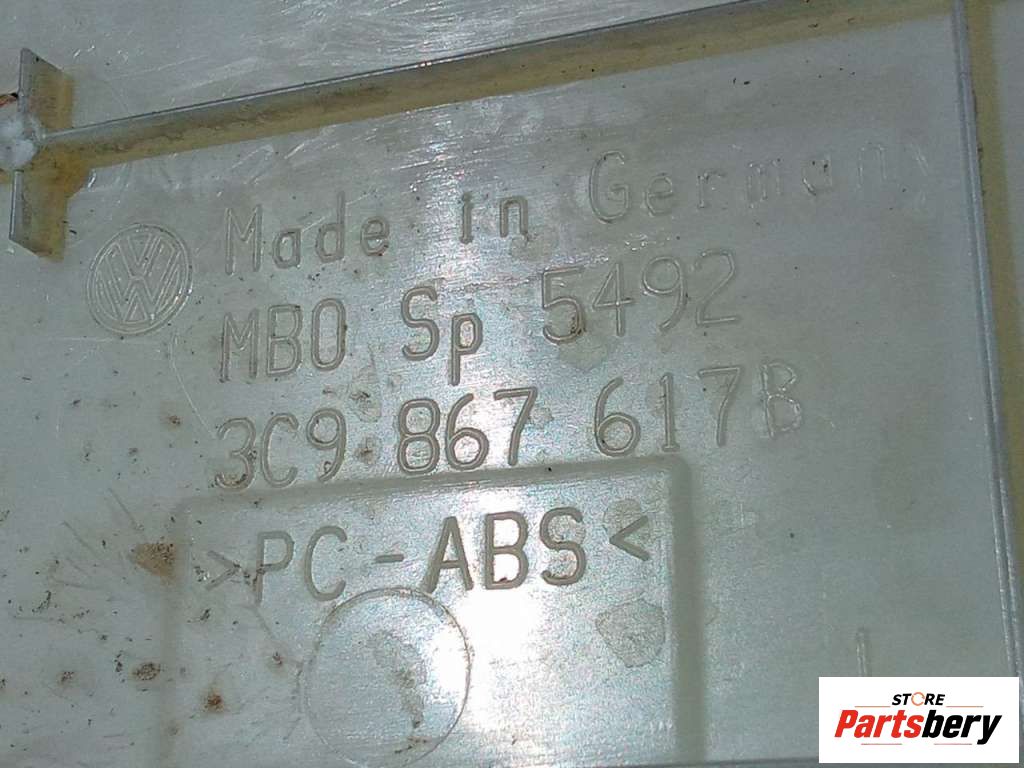 Made in Germany
MBO Sp 5492
3C9 867 617B
>PC-ABS<
STORE
Partsbery